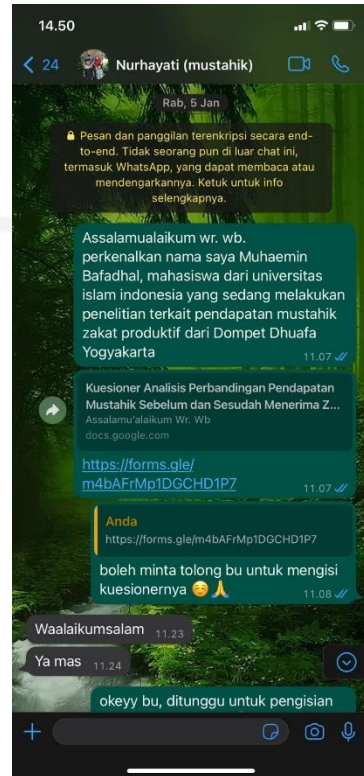 14.50
24 Nurhayati (mustahik)
Rab, 5 Jan
Pesan dan panggilan terenkripsi secara end-
to-end. Tidak seorang pun di luar chat ini,
termasuk WhatsApp, yang dapat membaca atau
mendengarkannya. Ketuk untuk info
selengkapnya.
Assalamualaikum wr. wb.
perkenalkan nama saya Muhaemin
Bafadhal, mahasiswa dari universitas
islam indonesia yang sedang melakukan
penelitian terkait pendapatan mustahik
zakat produktif dari Dompet Dhuafa
Yogyakarta
11.07
Kuesioner Analisis Perbandingan Pendapatan
Mustahik Sebelum dan Sesudah Menerima Z...
Assalamu'alaikum Wr. Wb
docs.google.com
https://forms.gle/
m4bAFrMp1DGCHD1P7
11.07
Anda
https://forms.gle/m4bAFrMp1DGCHD1P7
boleh minta tolong bu untuk mengisi
kuesionernya 😊🙏
11.08
Waalaikumsalam 11.23
Ya mas 11.24
okeyy bu, ditunggu untuk pengisian